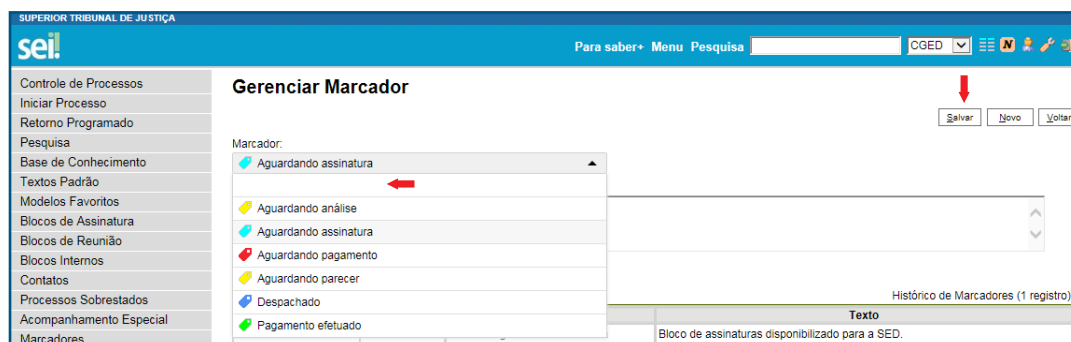 SUPERIOR TRIBUNAL DE JUSTIÇA
sei!
Para saber+ Menu Pesquisa
CGED
N
Controle de Processos
Iniciar Processo
Retorno Programado
Pesquisa
Base de Conhecimento
Textos Padrão
Modelos Favoritos
Blocos de Assinatura
Blocos de Reunião
Blocos Internos
Contatos
Processos Sobrestados
Acompanhamento Especial
Marcadores
Gerenciar Marcador
Salvar Novo Voltar
Marcador:
Aguardando assinatura
Aguardando análise
Aguardando assinatura
Aguardando pagamento
Aguardando parecer
Despachado
Pagamento efetuado
Histórico de Marcadores (1 registro)
Texto
Bloco de assinaturas disponibilizado para a SED.